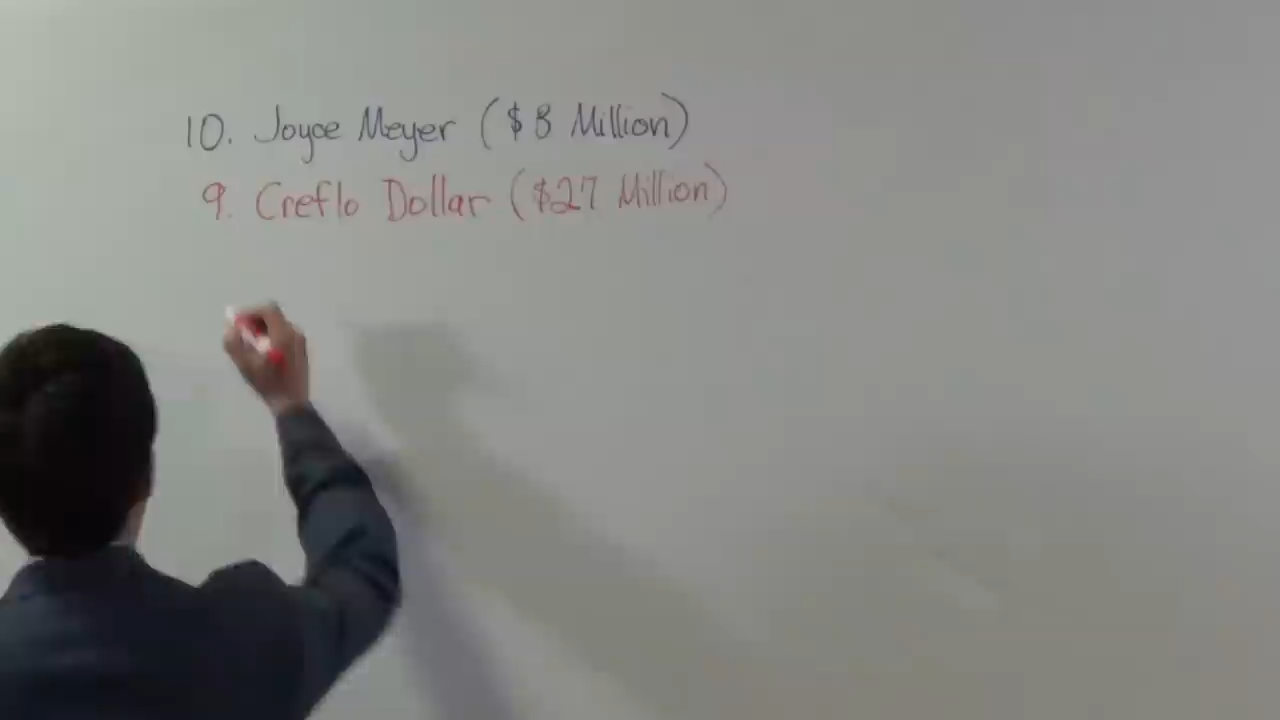 10. Joyce Meyer ($8 Million)
9. Creflo Dollar ($27 Million)